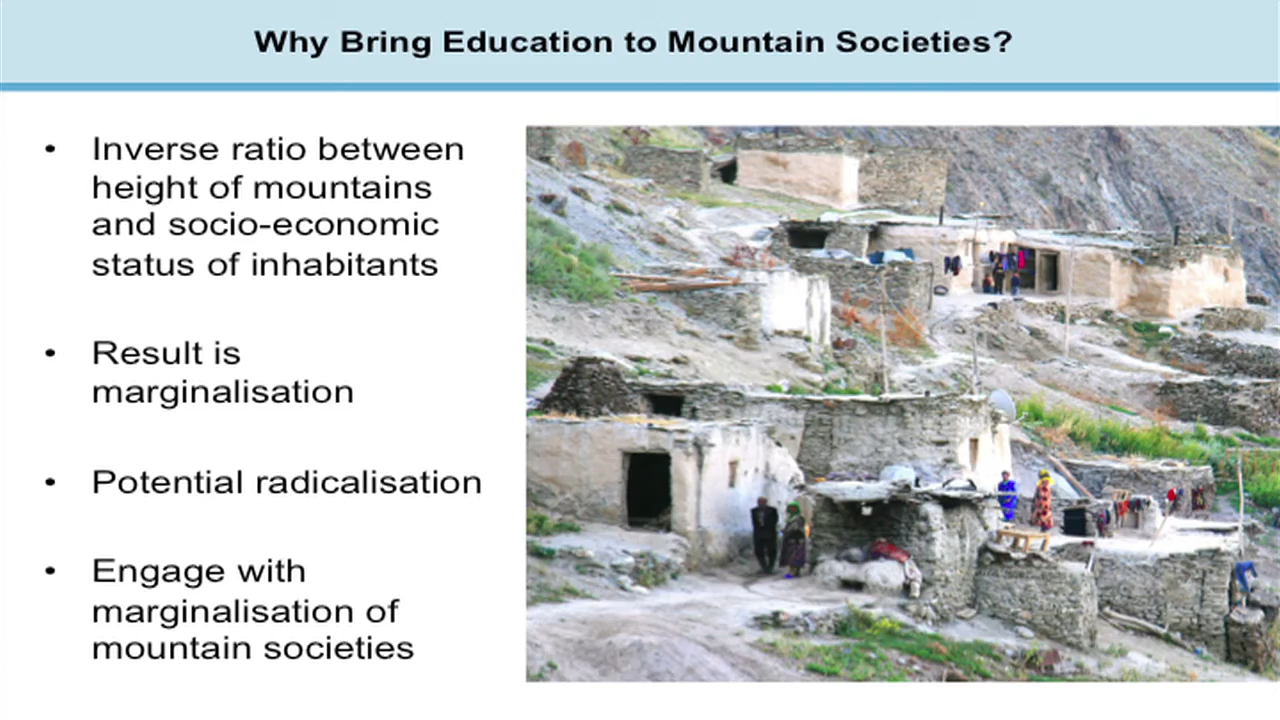 Why Bring Education to Mountain Societies?
• Inverse ratio between
height of mountains
and socio-economic
status of inhabitants
• Result is
marginalisation
• Potential radicalisation
• Engage with
marginalisation of
mountain societies